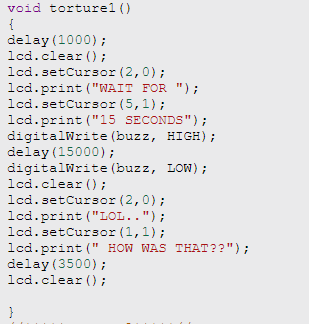 void torture1()
{
delay(1000);
lcd.clear();
lcd.setCursor(2,0);
lcd.print("WAIT FOR ");
lcd.setCursor(5,1);
lcd.print("15 SECONDS");
digitalWrite(buzz, HIGH);
delay(15000);
digitalWrite(buzz, LOW);
lcd.clear();
lcd.setCursor(2,0);
lcd.print("LOL..");
lcd.setCursor(1,1);
lcd.print(" HOW WAS THAT??");
delay(3500);
lcd.clear();
}